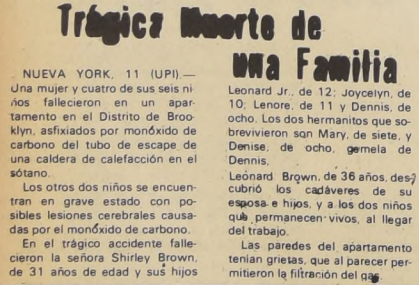 Trágica Muerte de
una Familia
NUEVA YORK, 11 (UPI).—
Una mujer y cuatro de sus seis ni-
ños fallecieron en un apar-
tamento en el Distrito de Broo-
klyn, asfixiados por monóxido de
carbono del tubo de escape de
una caldera de calefacción en el
sótano.
Los otros dos niños se encuen-
tran en grave estado con po-
sibles lesiones cerebrales causa-
das por el monóxido de carbono.
En el trágico accidente falle-
cieron la señora Shirley Brown,
de 31 años de edad y sus hijos
Leonard Jr., de 12; Joycelyn, de
10; Lenore, de 11 y Dennis, de
ocho. Los dos hermanitos que so-
brevivieron son Mary, de siete, y
Denise, de ocho, gemela de
Dennis.
Leónard Brown, de 36 años, des-
cubrió los cadáveres de su
esposa e hijos, y a los dos niños
que permanecen vivos, al llegar
del trabajo.
Las paredes del apartamento
tenían grietas, que al parecer per-
mitieron la filtración del gas.